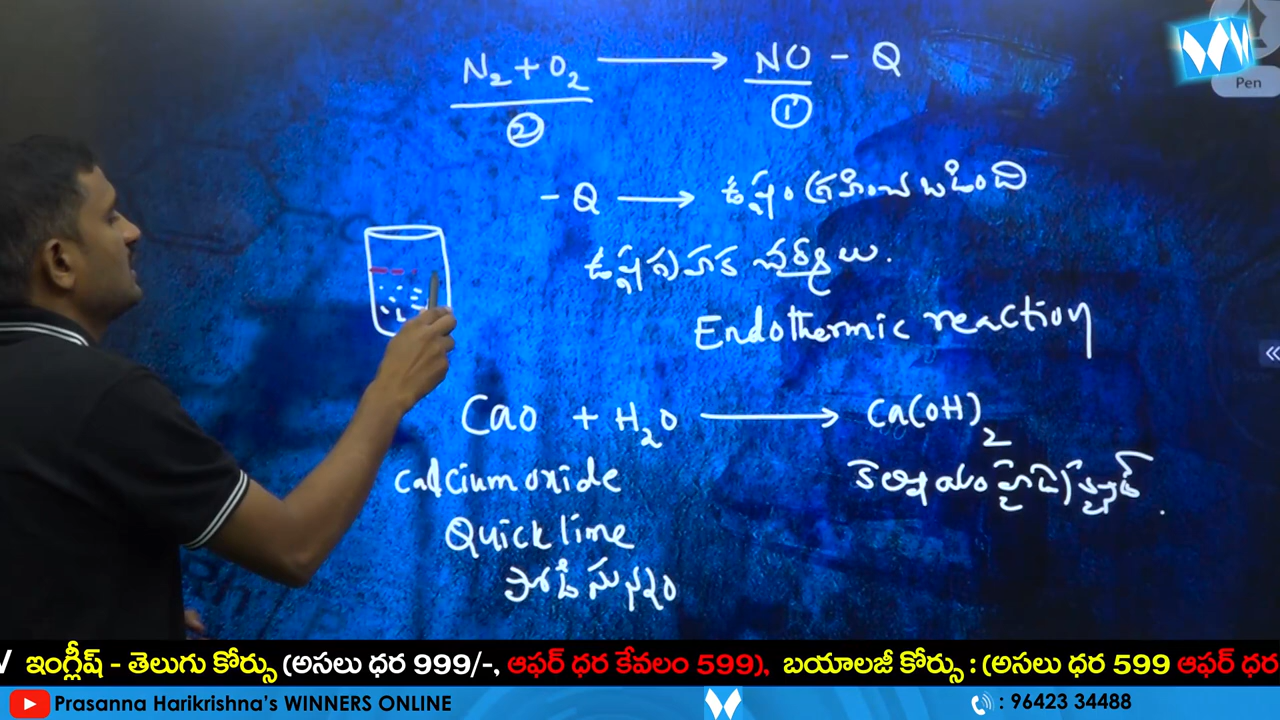 N₂ + O₂ ⟶ NO - Q
② ①
Pen
- Q ⟶ ఉష్ణం గ్రహించబడింది
ఉష్ణగ్రాహక చర్యలు.
Endothermic reaction
CaO + H₂O ⟶ Ca(OH)₂
Calcium oxide కాల్షియం హైడ్రాక్సైడ్.
Quick lime
పొడి సున్నం
ఇంగ్లీష్ - తెలుగు కోర్సు (అసలు ధర 999/-, ఆఫర్ ధర కేవలం 599), బయాలజీ కోర్సు : (అసలు ధర 599 ఆఫర్ ధర
Prasanna Harikrishna's WINNERS ONLINE : 96423 34488